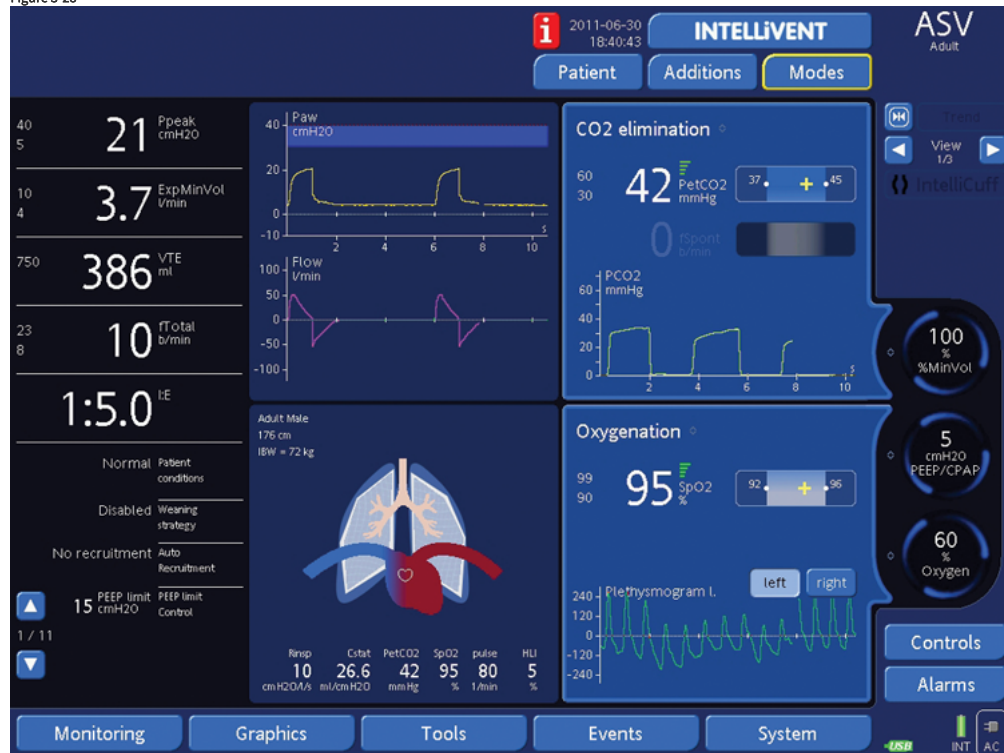 Figure 3-23
i
2011-06-30
18:40:43
INTELLiVENT
ASV
Adult
Patient
Additions
Modes
40
5
21
Ppeak
cmH2O
10
4
3.7
ExpMinVol
l/min
750
386
VTE
ml
23
8
10
fTotal
b/min
1:5.0
I:E
Normal
Patient
conditions
Disabled
Weaning
strategy
No recruitment
Auto
Recruitment
15
PEEP limit
cmH2O
PEEP limit
Control
1 / 11
Paw
cmH2O
40
20
0
-10
2 4 6 8 10
s
Flow
l/min
100
50
0
-50
-100
Adult Male
176 cm
IBW = 72 kg
Rinsp Cstat PetCO2 SpO2 pulse HLI
10 26.6 42 95 80 5
cmH2O/l/s ml/cmH2O mmHg % 1/min %
CO2 elimination
60
30
42
PetCO2
mmHg
37 45
0
fSpont
b/min
PCO2
mmHg
60
40
20
0
2 4 6 8 10
s
Oxygenation
99
90
95
SpO2
%
92 96
left right
Plethysmogram l.
240
120
0
-120
-240
Trend
View
1/3
IntelliCuff
100
%
%MinVol
5
cmH2O
PEEP/CPAP
60
%
Oxygen
Controls
Alarms
Monitoring
Graphics
Tools
Events
System
USB
INT
AC